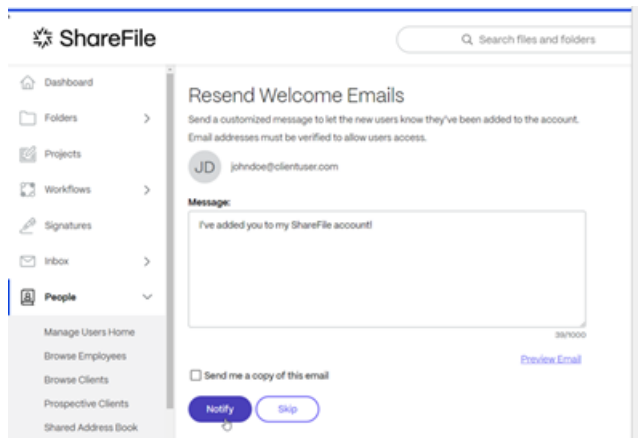 ShareFile
Search files and folders
Dashboard
Folders
Projects
Workflows
Signatures
Inbox
People
Manage Users Home
Browse Employees
Browse Clients
Prospective Clients
Shared Address Book
Resend Welcome Emails
Send a customized message to let the new users know they've been added to the account.
Email addresses must be verified to allow users access.
JD
johndoe@clientuser.com
Message:
I've added you to my ShareFile account!
39/1000
Preview Email
Send me a copy of this email
Notify
Skip